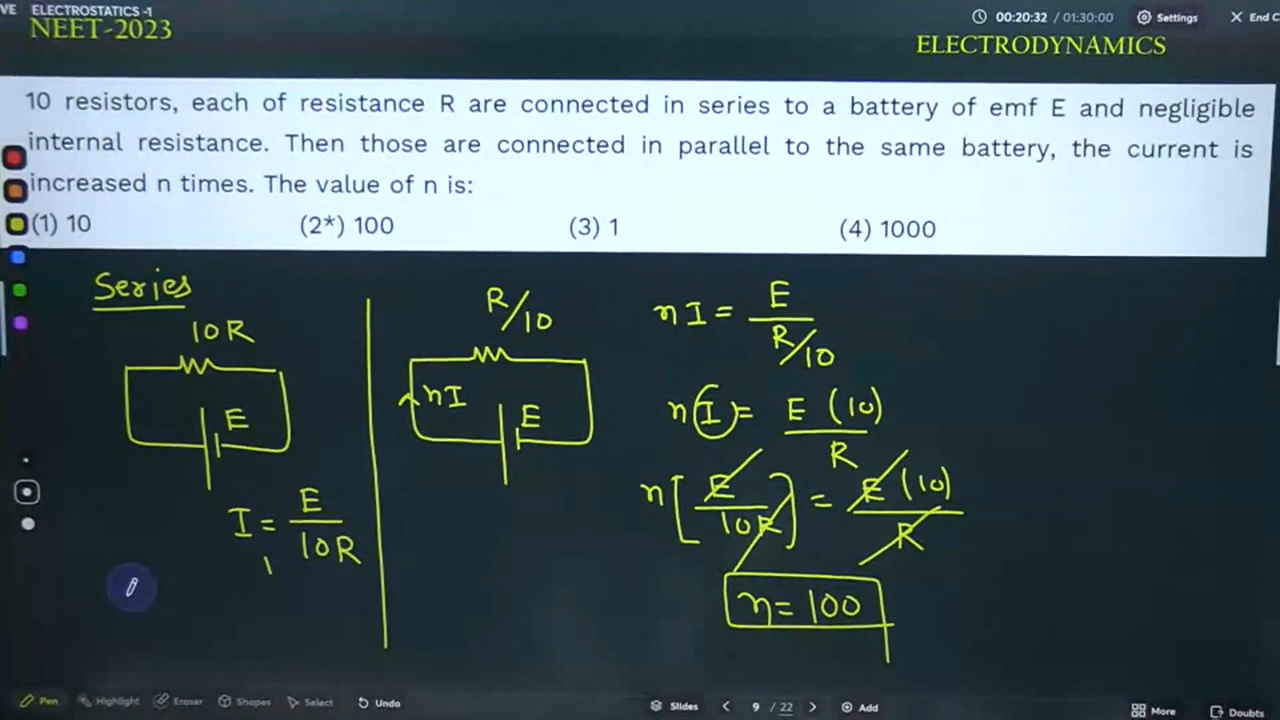 VE ELECTROSTATICS -1
00:20:32 / 01:30:00 Settings End C
NEET-2023
ELECTRODYNAMICS
10 resistors, each of resistance R are connected in series to a battery of emf E and negligible
internal resistance. Then those are connected in parallel to the same battery, the current is
increased n times. The value of n is:
(1) 10 (2*) 100 (3) 1 (4) 1000
Series
10R
E
I = E/10R
R/10
nI
E
nI = E/R/10
n(I) = E (10)/R
n[E/10R] = E (10)/R
n = 100
Pen Highlight Eraser Shapes Select Undo Slides < 9 / 22 > Add More Doubts